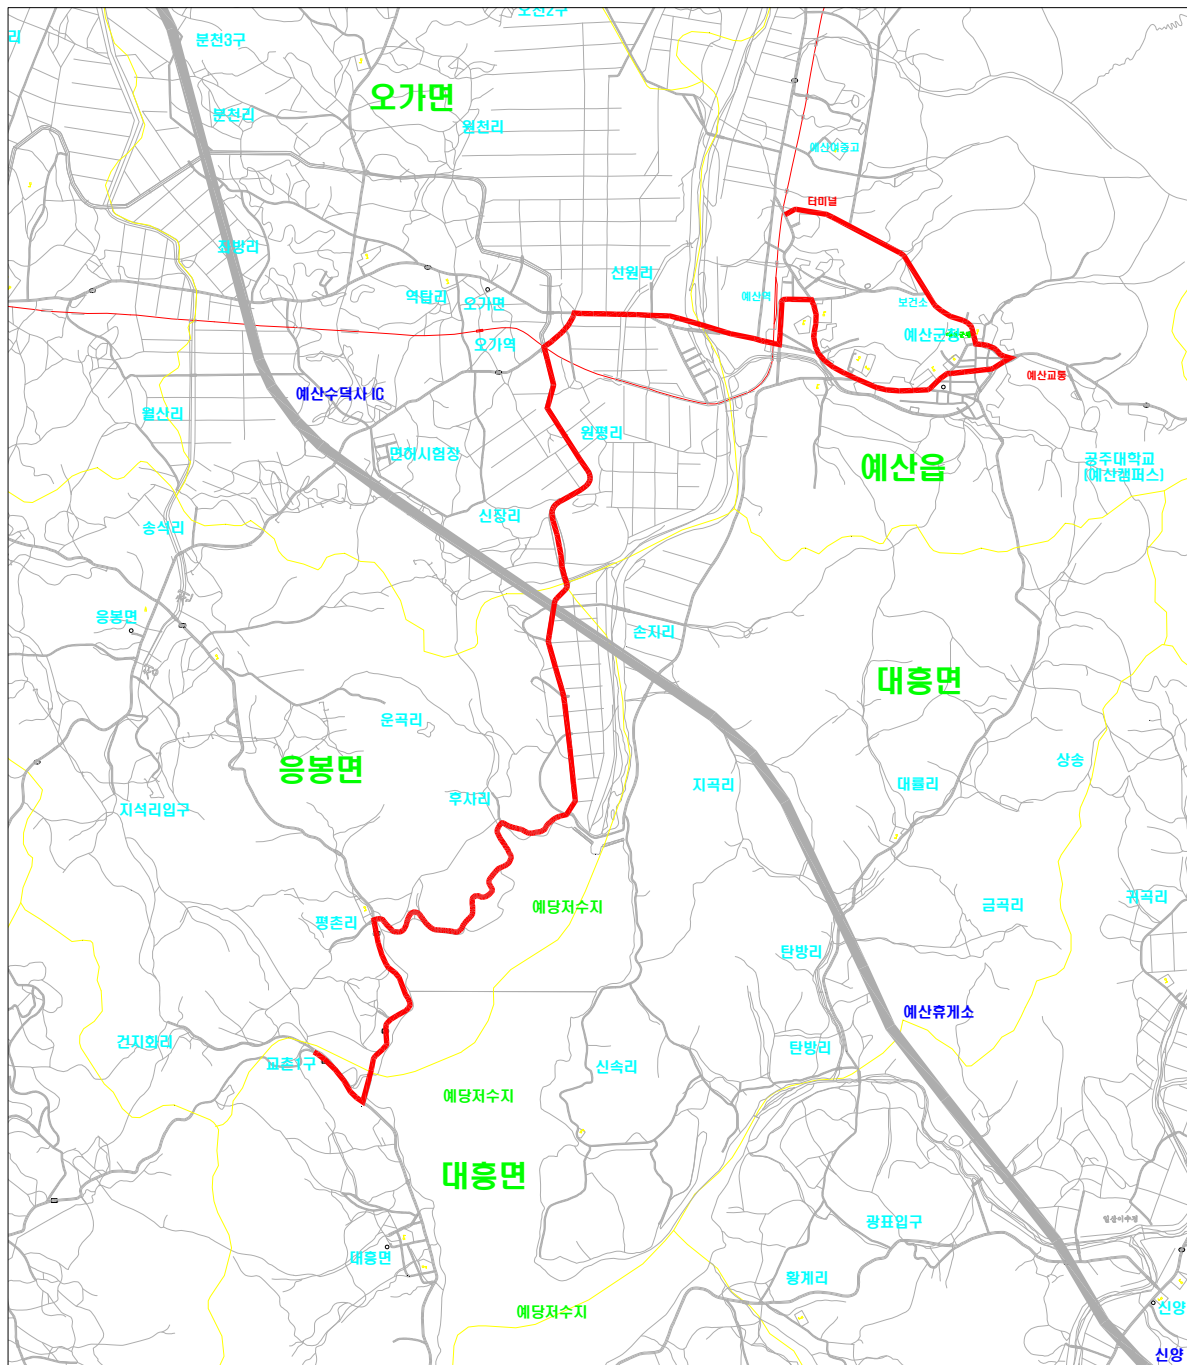 오천2구
리
분천3구
오가면
분천리
원천리
예산여중고
터미널
좌방리
신원리
역탑리
오가면
예산역
보건소
예산군청
오가역
예산교통
예산수덕사 IC
월산리
원평리
면허시험장
예산읍
공주대학교
(예산캠퍼스)
신장리
송석리
응봉면
손지리
대흥면
운곡리
응봉면
상송
지곡리
대률리
후사리
지석리입구
예당저수지
금곡리
귀곡리
평촌리
탄방리
예산휴게소
건지화리
탄방리
교촌1구
신속리
예당저수지
대흥면
광표입구
대흥면
황계리
예당저수지
신양
신양